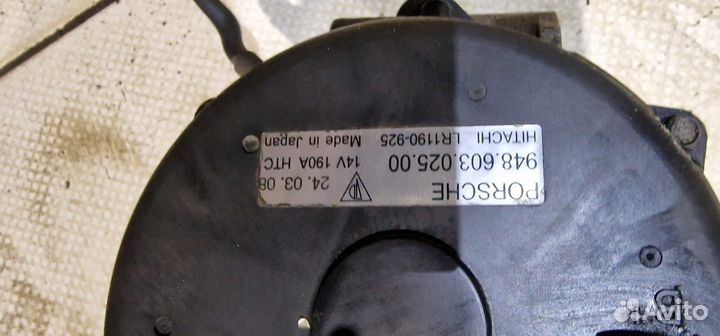 PORSCHE 24. 03. 08
948.603.025.00 14V 190A HTC
HITACHI LR1190-925 Made in Japan
Avito